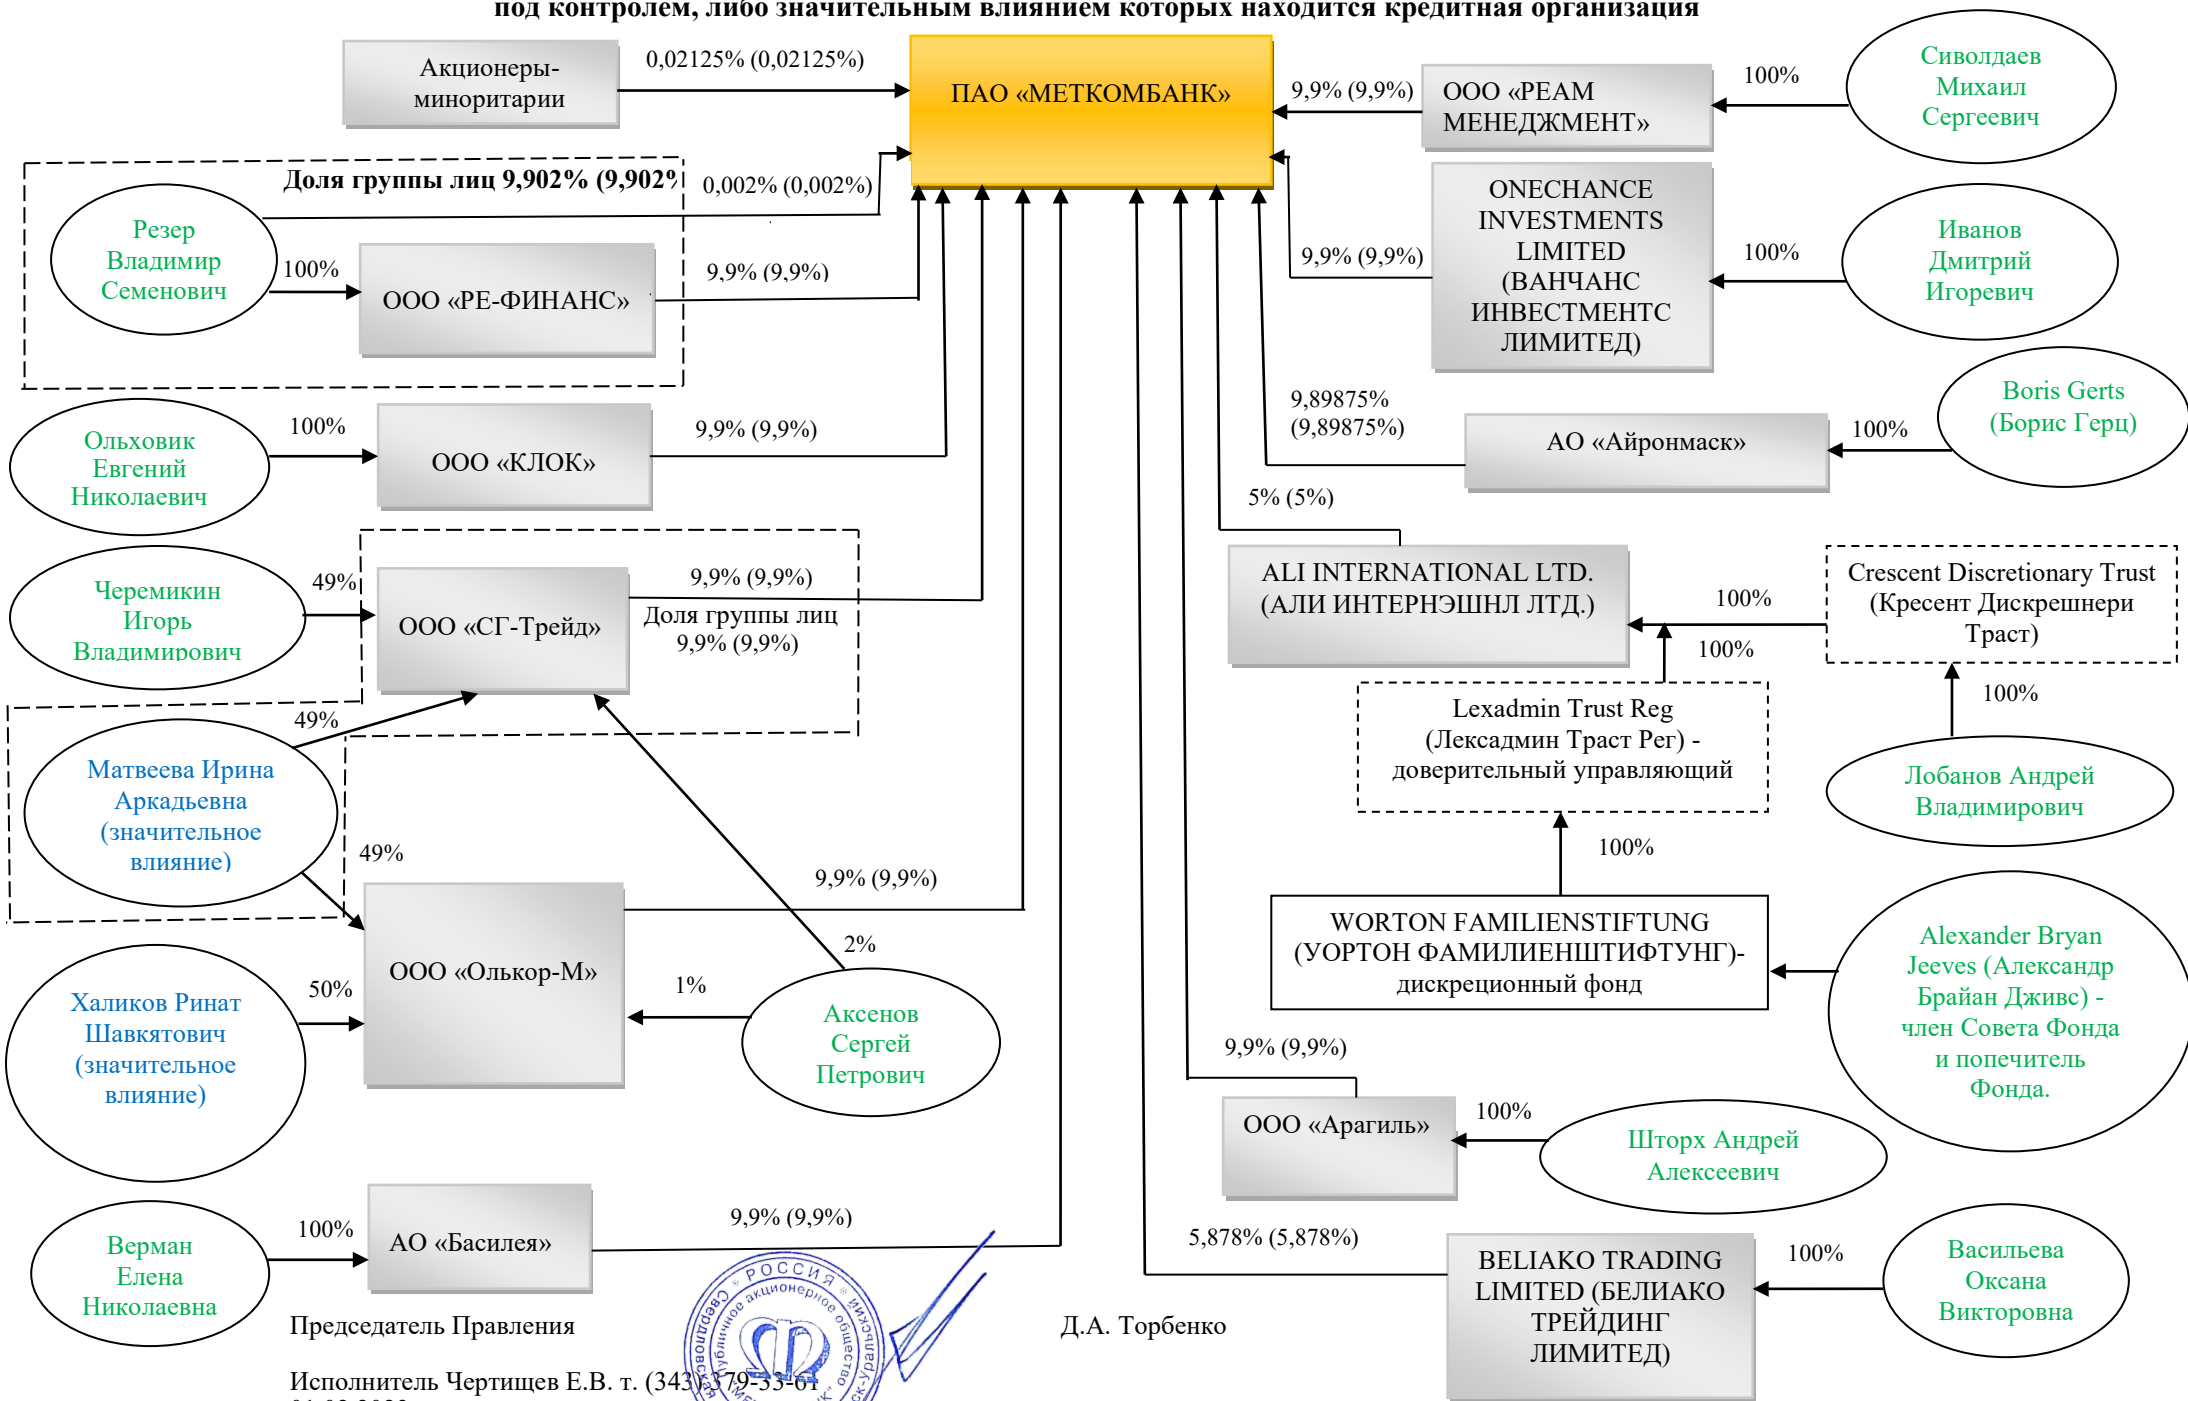 под контролем, либо значительным влиянием которых находится кредитная организация
Акционеры-
миноритарии
0,02125% (0,02125%)
ПАО «МЕТКОМБАНК»
9,9% (9,9%)
ООО «РЕАМ
МЕНЕДЖМЕНТ»
100%
Сиволдаев
Михаил
Сергеевич
Доля группы лиц 9,902% (9,902%
0,002% (0,002%)
Резер
Владимир
Семенович
100%
ООО «РЕ-ФИНАНС»
9,9% (9,9%)
9,9% (9,9%)
ONECHANCE
INVESTMENTS
LIMITED
(ВАНЧАНС
ИНВЕСТМЕНТС
ЛИМИТЕД)
100%
Иванов
Дмитрий
Игоревич
Ольховик
Евгений
Николаевич
100%
ООО «КЛОК»
9,9% (9,9%)
9,89875%
(9,89875%)
АО «Айронмаск»
100%
Boris Gerts
(Борис Герц)
Черемикин
Игорь
Владимирович
49%
ООО «СГ-Трейд»
9,9% (9,9%)
Доля группы лиц
9,9% (9,9%)
5% (5%)
ALI INTERNATIONAL LTD.
(АЛИ ИНТЕРНЭШНЛ ЛТД.)
100%
100%
Crescent Discretionary Trust
(Кресент Дискрешнери
Траст)
100%
Лобанов Андрей
Владимирович
Lexadmin Trust Reg
(Лексадмин Траст Рег) -
доверительный управляющий
100%
Матвеева Ирина
Аркадьевна
(значительное
влияние)
49%
49%
ООО «Олькор-М»
9,9% (9,9%)
2%
1%
Аксенов
Сергей
Петрович
Халиков Ринат
Шавкятович
(значительное
влияние)
50%
WORTON FAMILIENSTIFTUNG
(УОРТОН ФАМИЛИЕНШТИФТУНГ)-
дискреционный фонд
Alexander Bryan
Jeeves (Александр
Брайан Дживс) -
член Совета Фонда
и попечитель
Фонда.
9,9% (9,9%)
ООО «Арагиль»
100%
Шторх Андрей
Алексеевич
Верман
Елена
Николаевна
100%
АО «Басилея»
9,9% (9,9%)
5,878% (5,878%)
BELIAKO TRADING
LIMITED (БЕЛИАКО
ТРЕЙДИНГ
ЛИМИТЕД)
100%
Васильева
Оксана
Викторовна
Председатель Правления
Д.А. Торбенко
РОССИЯ
Свердловская
Публичное акционерное общество
Исполнитель Чертищев Е.В. т. (343) 379-33-61